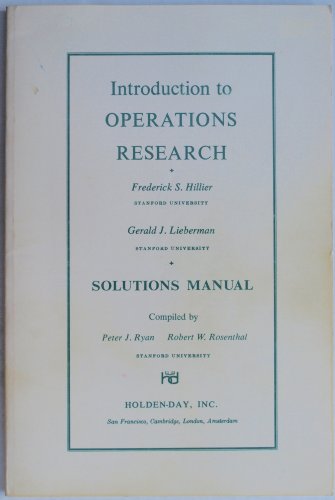 Introduction to
OPERATIONS
RESEARCH
Frederick S. Hillier
STANFORD UNIVERSITY
Gerald J. Lieberman
STANFORD UNIVERSITY
SOLUTIONS MANUAL
Compiled by
Peter J. Ryan Robert W. Rosenthal
STANFORD UNIVERSITY
HOLDEN-DAY, INC.
San Francisco, Cambridge, London, Amsterdam